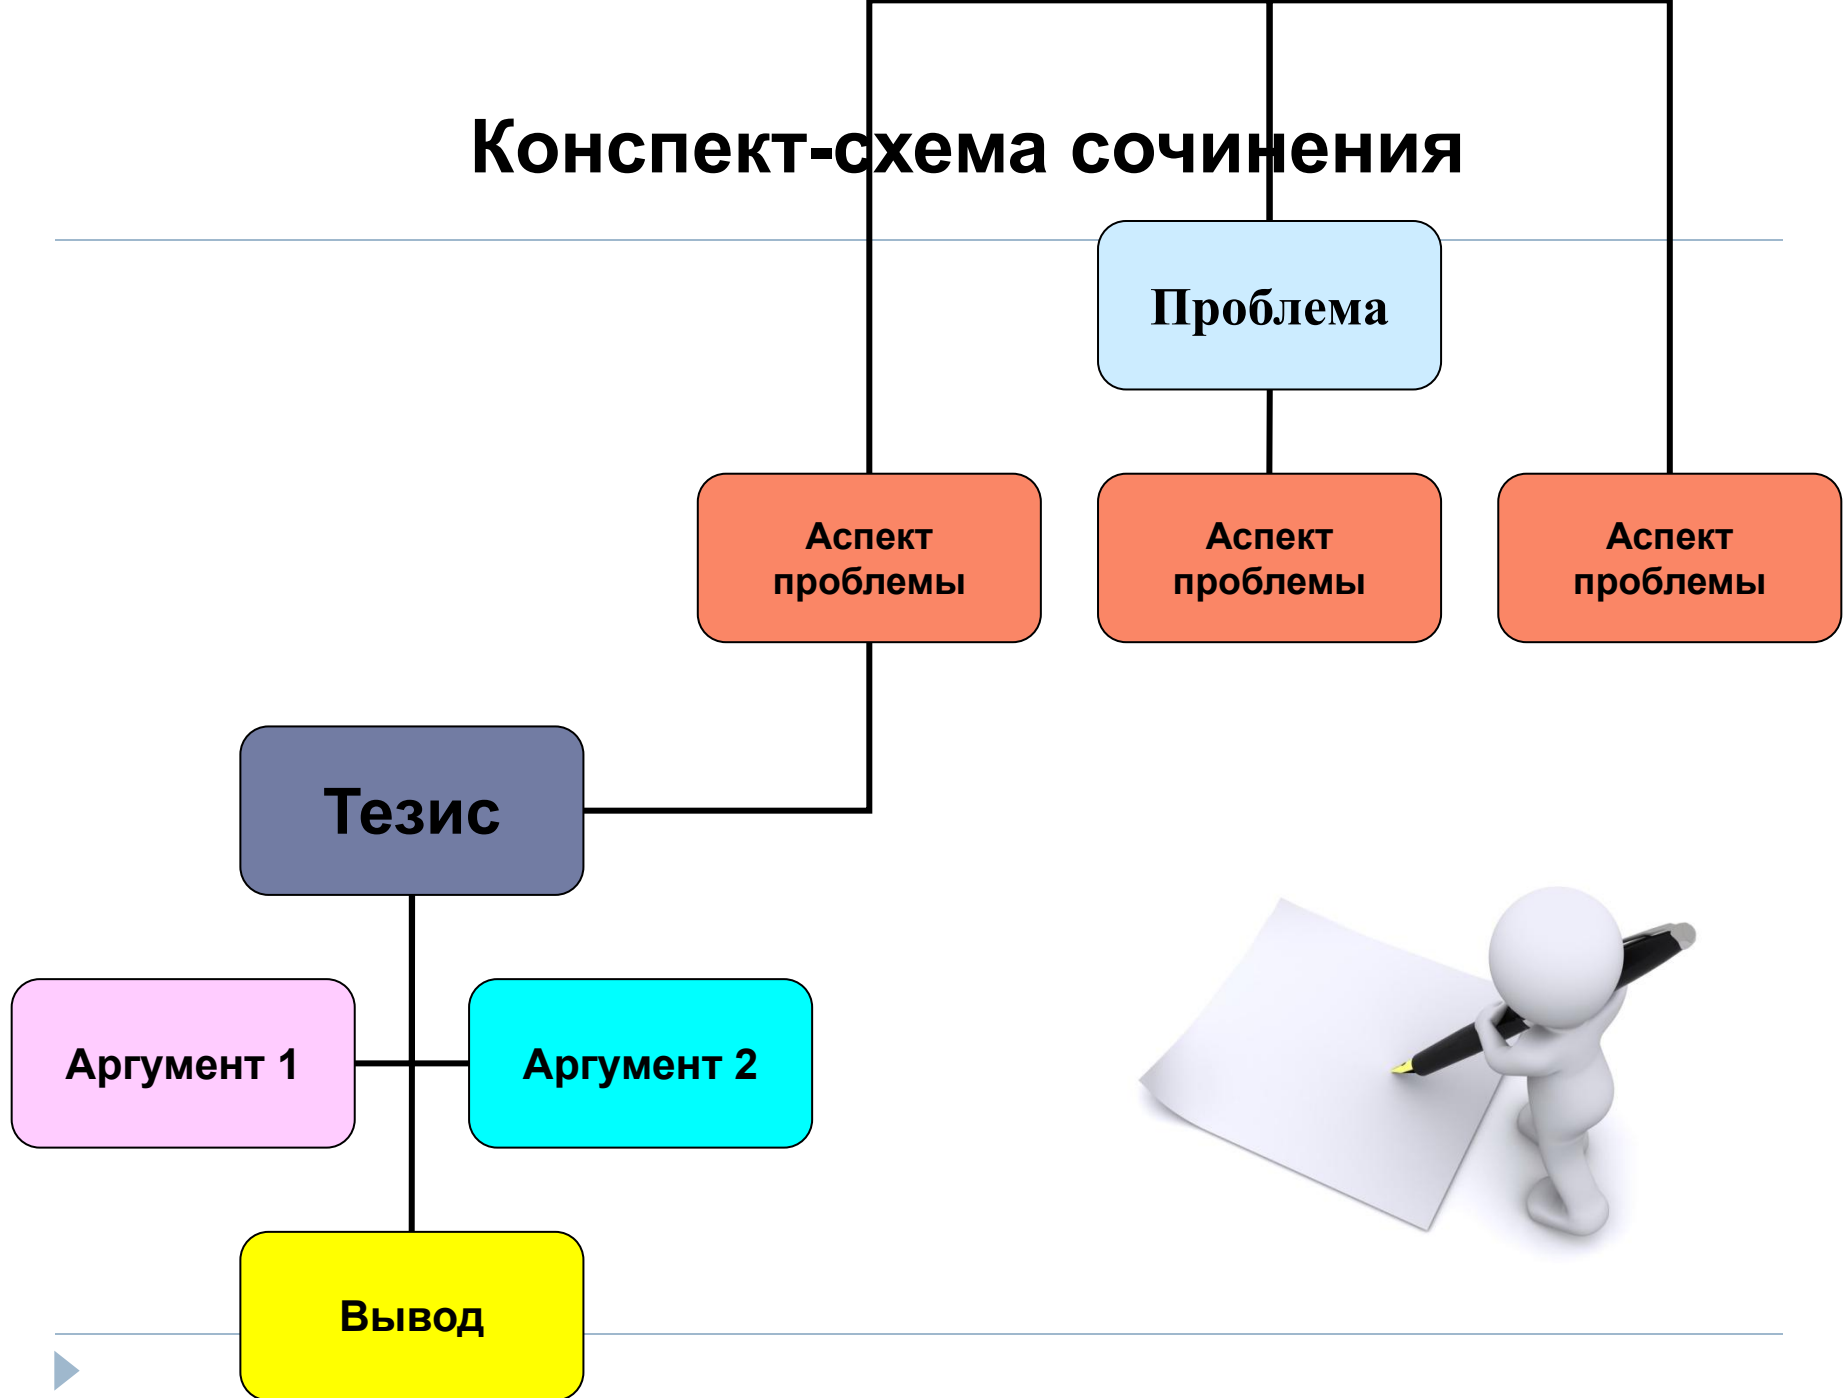 Конспект-схема сочинения
Проблема
Аспект
проблемы
Аспект
проблемы
Аспект
проблемы
Тезис
Аргумент 1
Аргумент 2
Вывод